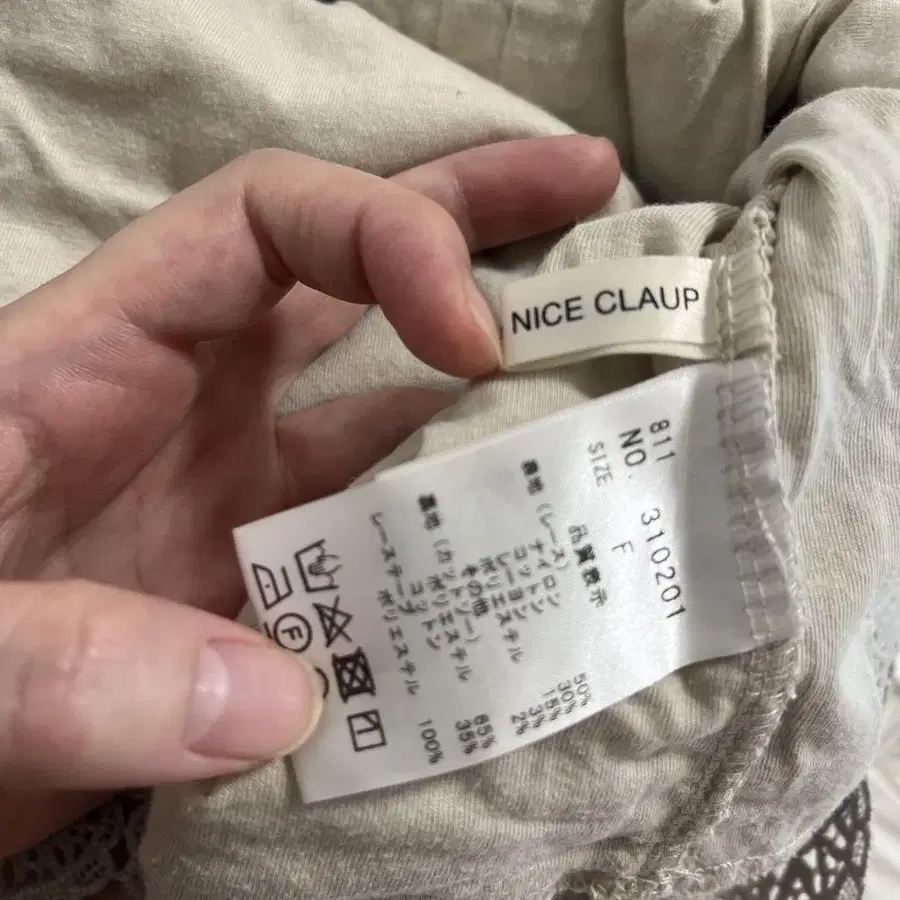 NICE CLAUP
811
NO. 310201
SIZE F
品質表示
表地(レース)
ナイロン 50%
コットン 30%
レーヨン 15%
ポリエステル 3%
その他 2%
裏地(カットソー)
ポリエステル 65%
コットン 35%
レーステープ
ポリエステル 100%
F